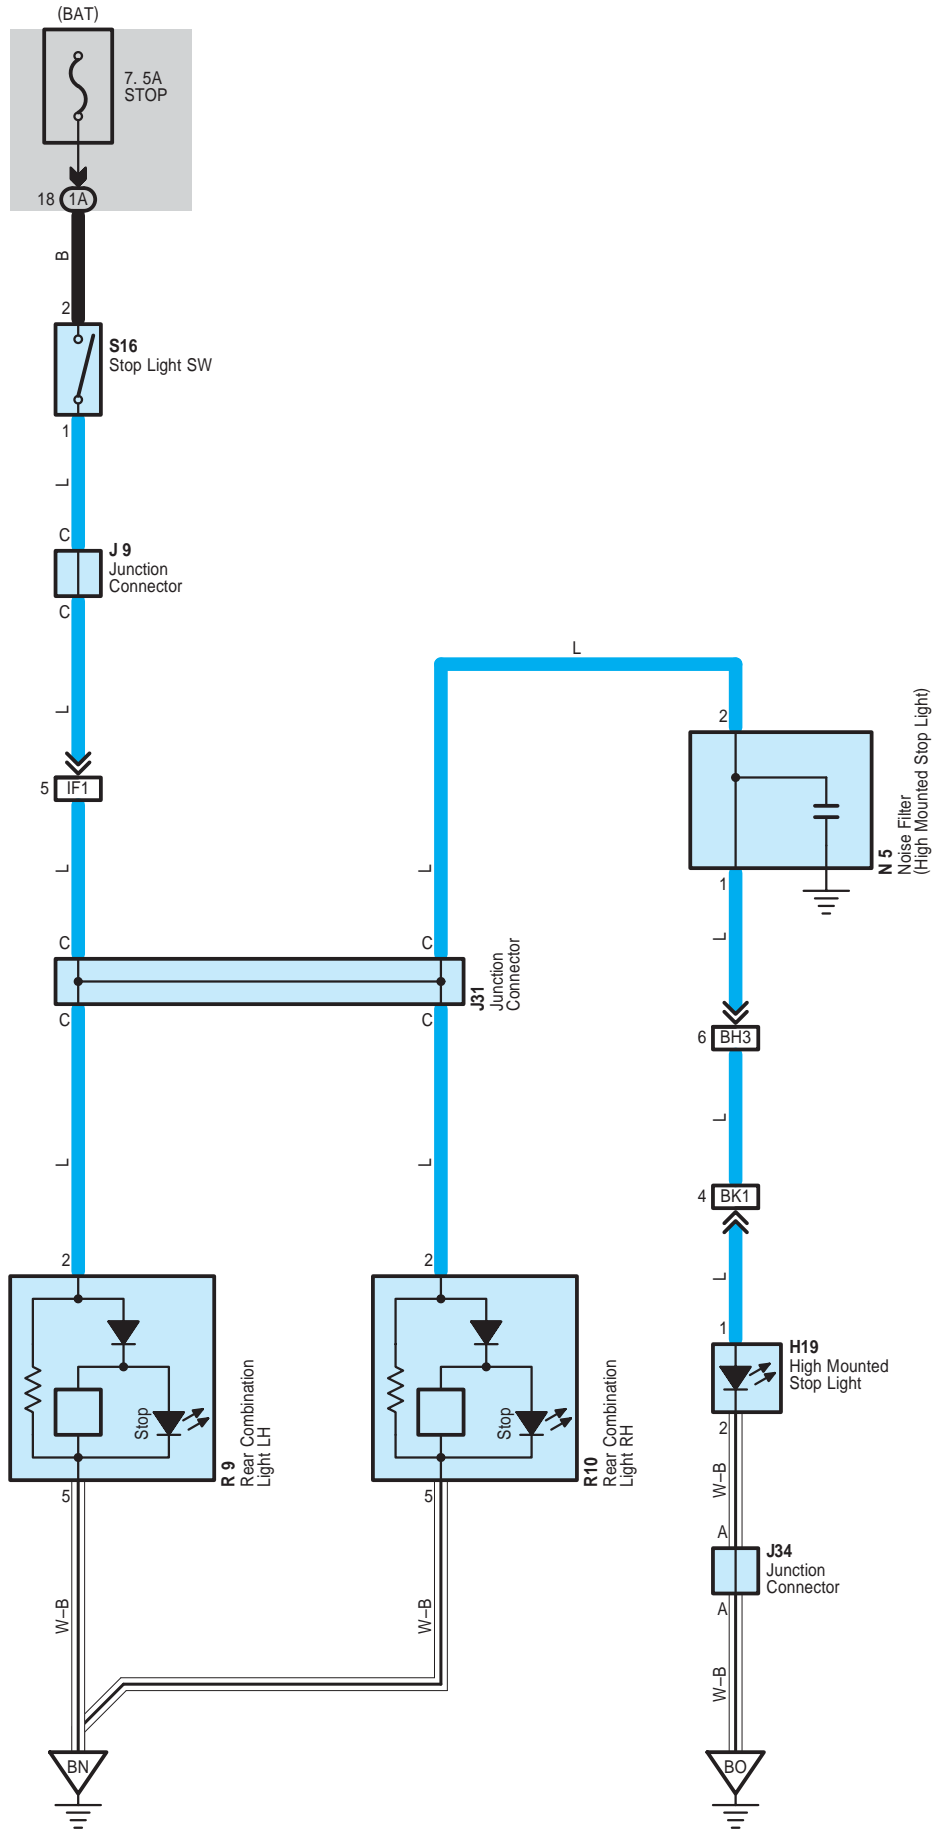 (BAT)
7. 5A
STOP
18
1A
B
2
S16
Stop Light SW
1
L
C
J 9
Junction
Connector
C
L
5
IF1
L
C
C
L
2
Stop
R 9
Rear Combination
Light LH
5
W–B
BN
L
L
C
J31
Junction
Connector
C
L
2
Stop
R10
Rear Combination
Light RH
5
W–B
2
N 5
Noise Filter
(High Mounted Stop Light)
1
L
6
BH3
L
4
BK1
L
1
H19
High Mounted
Stop Light
2
W–B
A
J34
Junction
Connector
A
W–B
BO